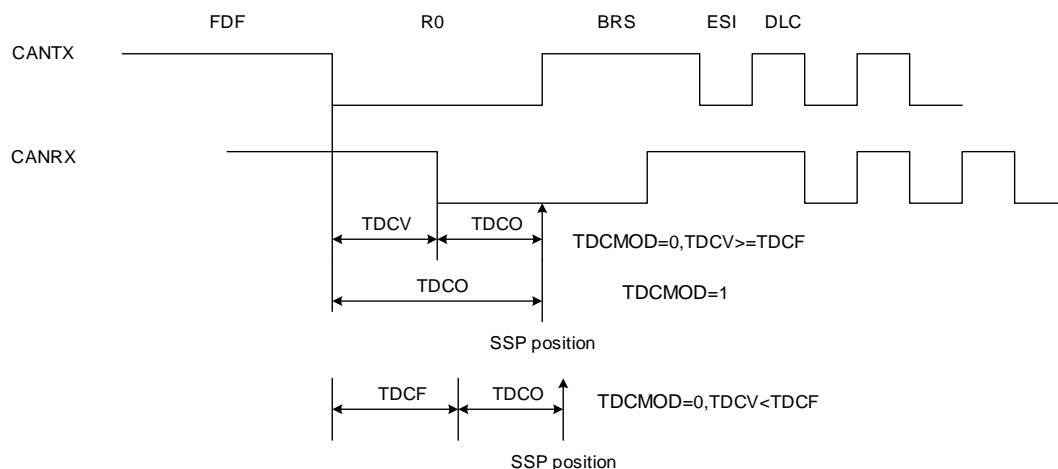 FDF R0 BRS ESI DLC
CANTX
CANRX
TDCV TDCO
TDCMOD=0,TDCV>=TDCF
TDCO
TDCMOD=1
SSP position
TDCF TDCO
TDCMOD=0,TDCV<TDCF
SSP position